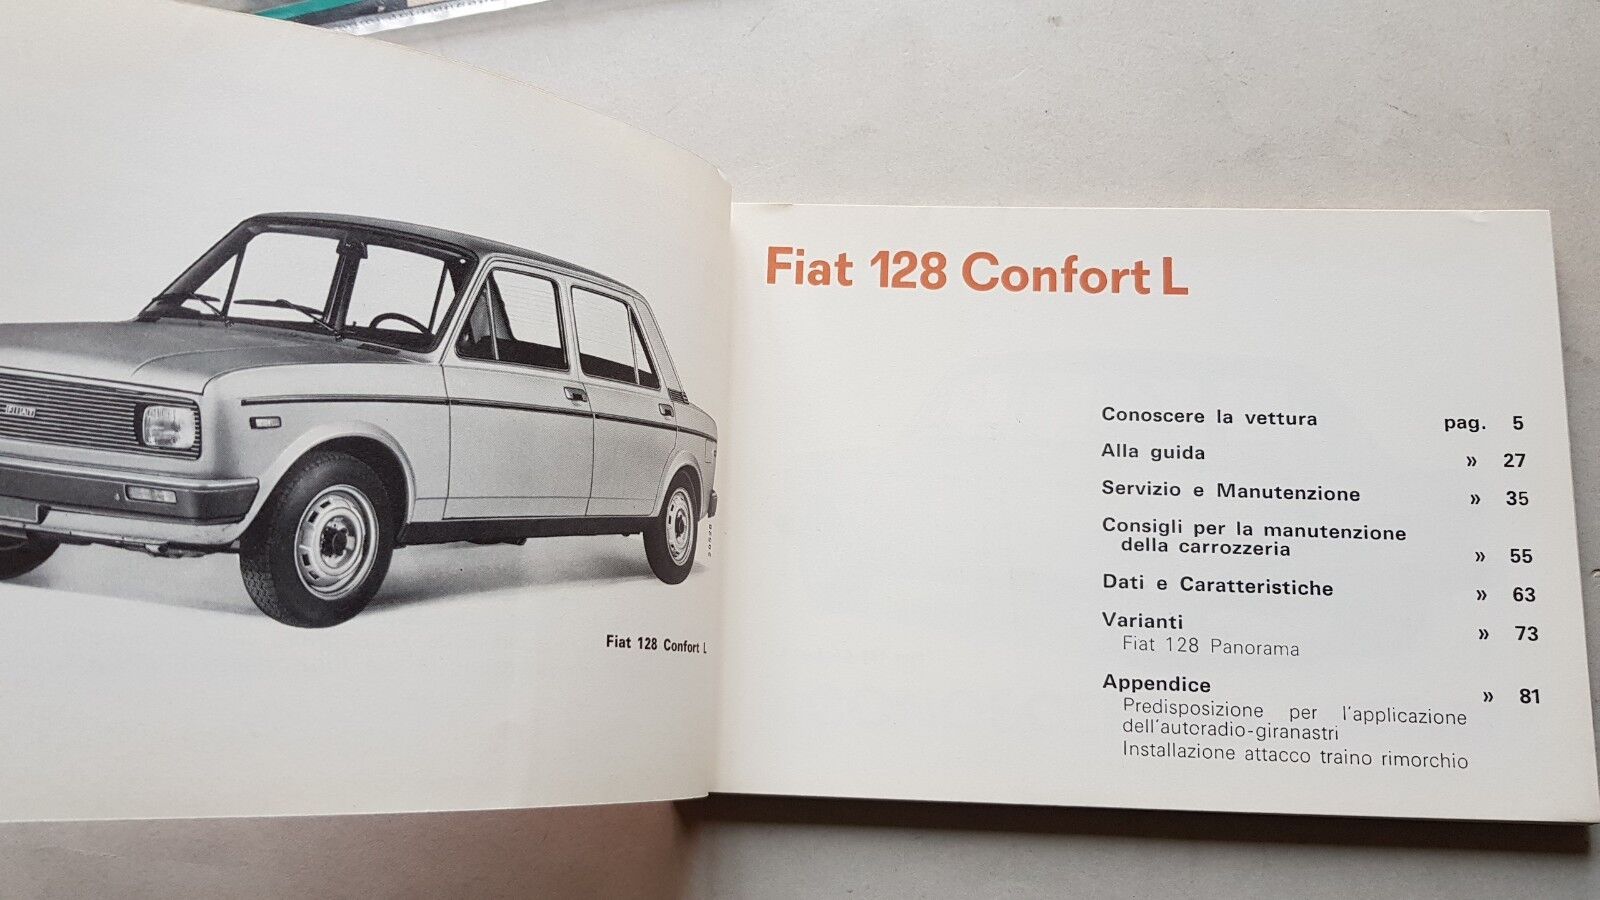 FIAT
20528
Fiat 128 Confort L
Fiat 128 Confort L
Conoscere la vettura pag. 5
Alla guida » 27
Servizio e Manutenzione » 35
Consigli per la manutenzione
della carrozzeria » 55
Dati e Caratteristiche » 63
Varianti » 73
Fiat 128 Panorama
Appendice » 81
Predisposizione per l'applicazione
dell'autoradio-giranastri
Installazione attacco traino rimorchio